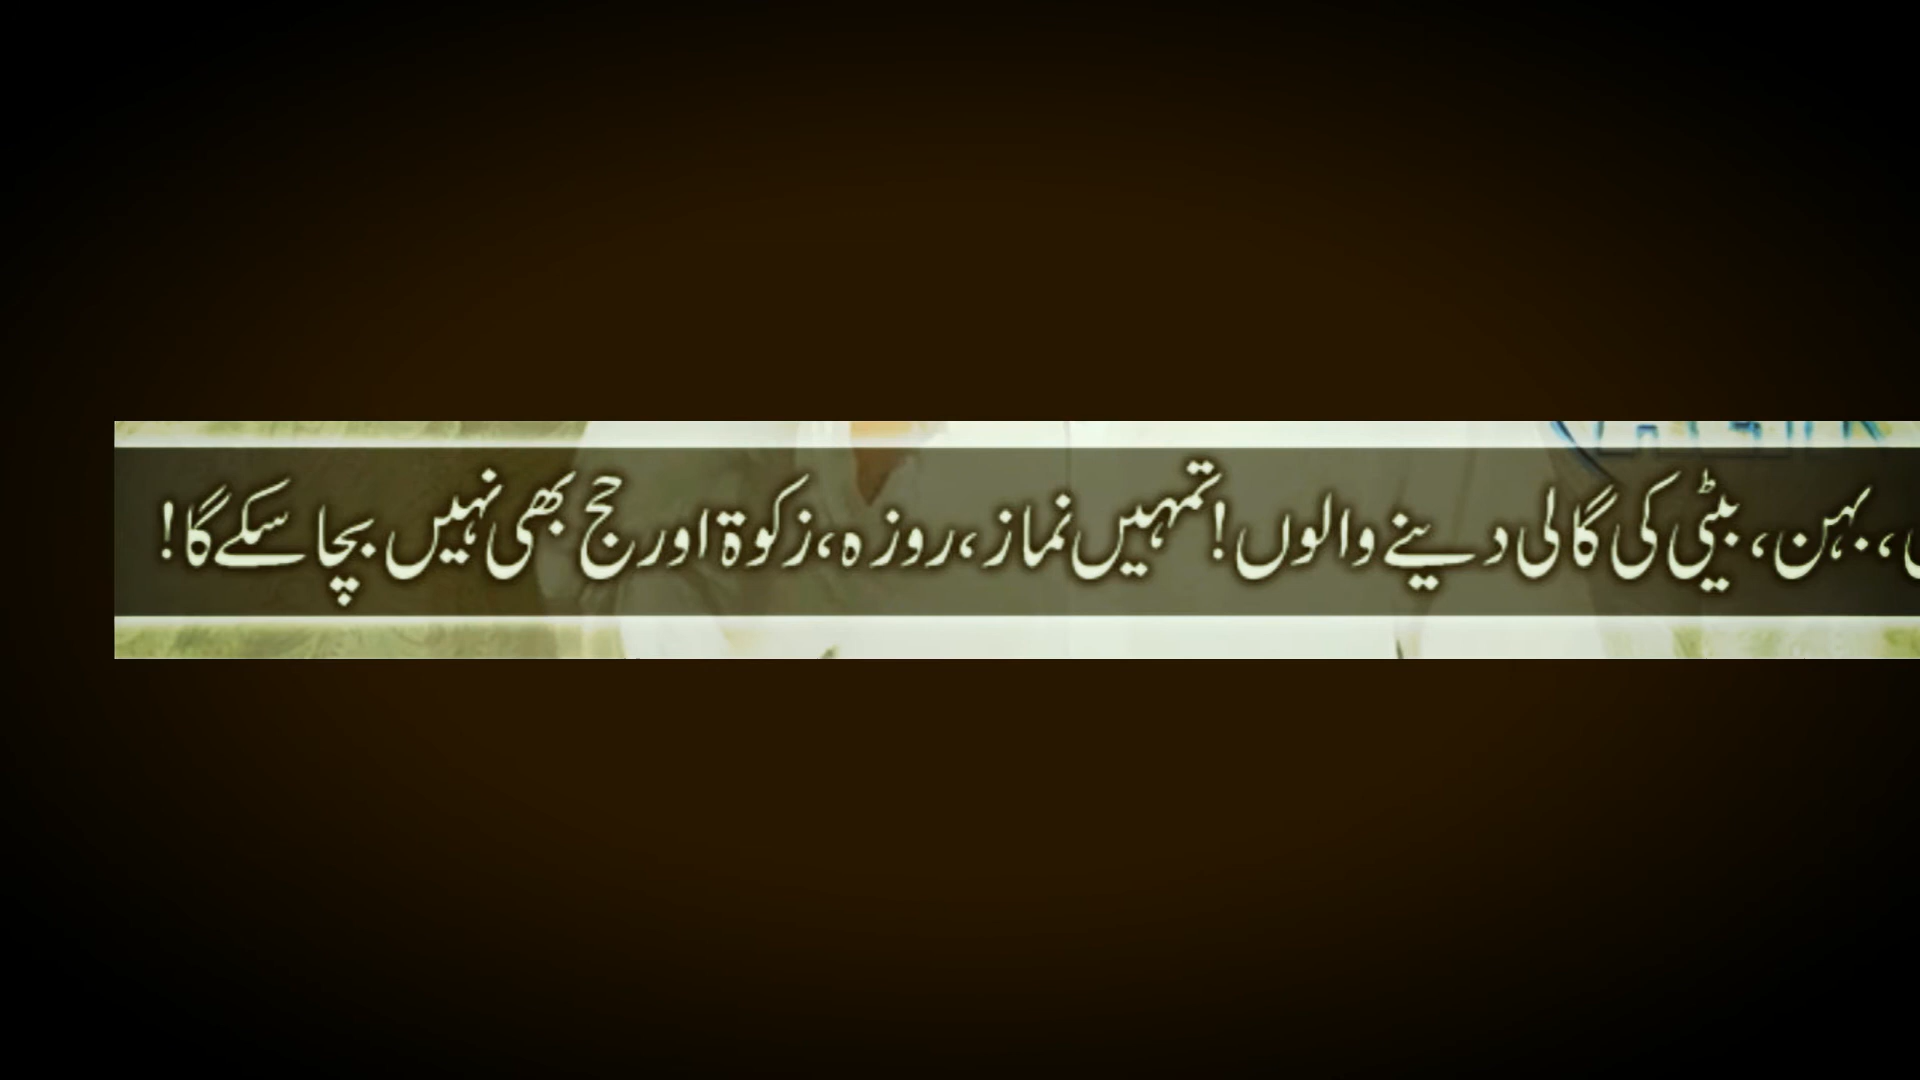 ، بہن، بیٹی کی گالی دینے والوں! تمہیں نماز، روزہ، زکوۃ اور حج بھی نہیں بچا سکے گا!